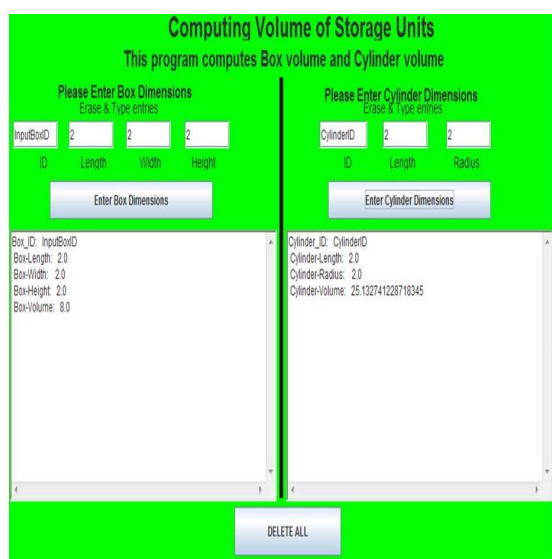 Computing Volume of Storage Units
This program computes Box volume and Cylinder volume
Please Enter Box Dimensions
Erase & Type entries
InputBoxID 2 2 2
ID Length Width Height
Enter Box Dimensions
Box_ID: InputBoxID
Box-Length: 2.0
Box-Width: 2.0
Box-Height: 2.0
Box-Volume: 8.0
Please Enter Cylinder Dimensions
Erase & Type entries
CylinderID 2 2
ID Length Radius
Enter Cylinder Dimensions
Cylinder_ID: CylinderID
Cylinder-Length: 2.0
Cylinder-Radius: 2.0
Cylinder-Volume: 25.132741228718345
DELETE ALL